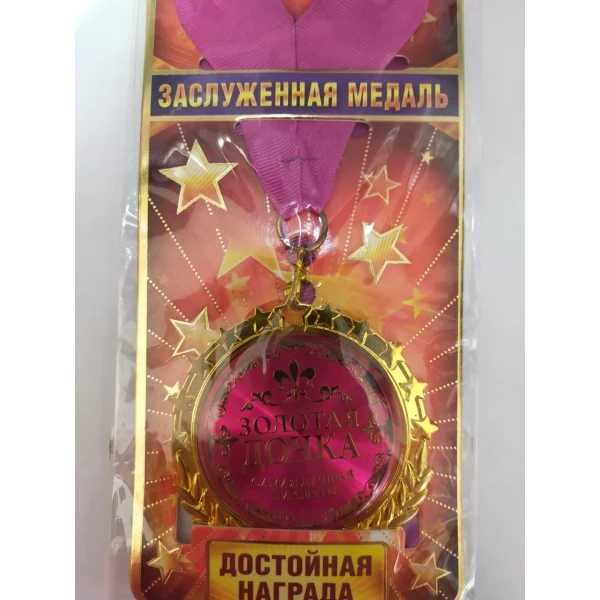 ЗАСЛУЖЕННАЯ МЕДАЛЬ
ЗОЛОТАЯ
ДОЧКА
ДОСТОЙНАЯ
НАГРАДА